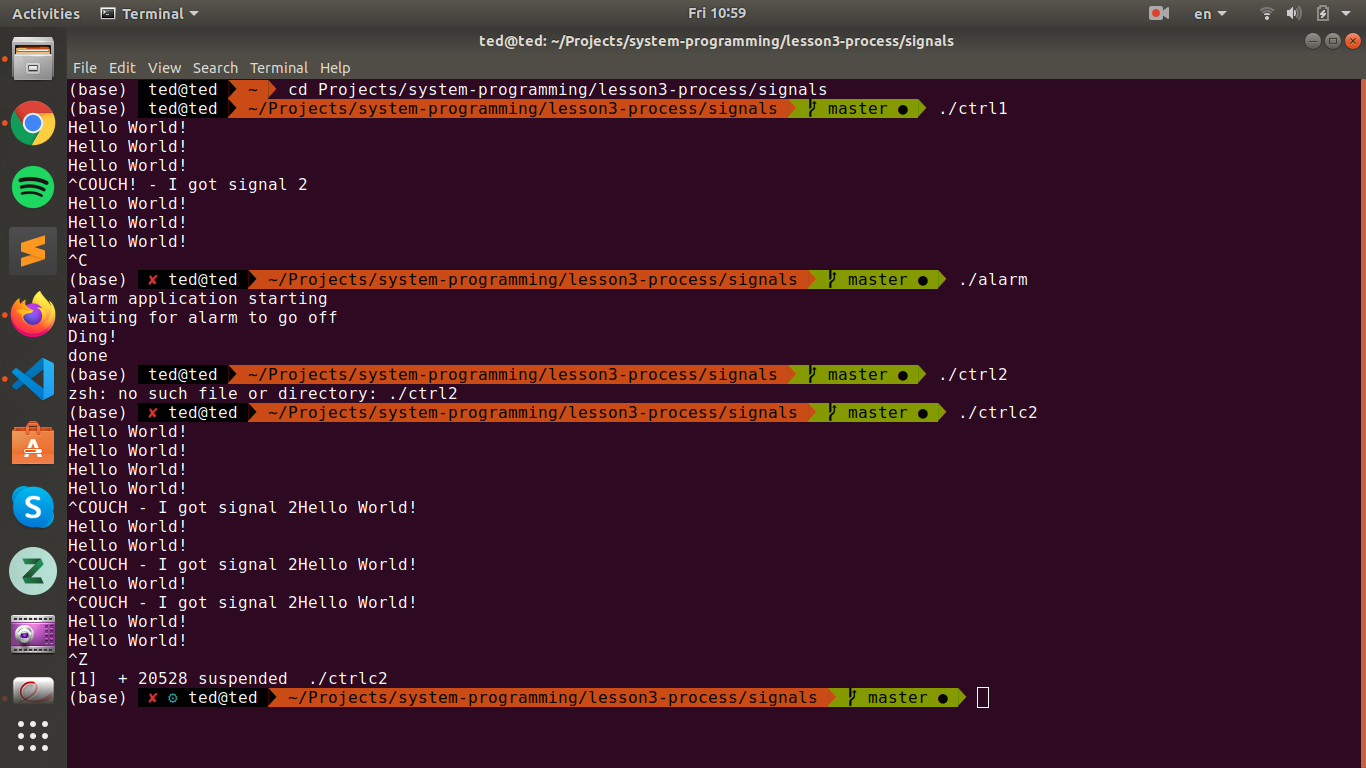 Activities Terminal Fri 10:59 en
ted@ted: ~/Projects/system-programming/lesson3-process/signals
File Edit View Search Terminal Help
(base) ted@ted ~ cd Projects/system-programming/lesson3-process/signals
(base) ted@ted ~/Projects/system-programming/lesson3-process/signals master ● ./ctrl1
Hello World!
Hello World!
Hello World!
^COUCH! - I got signal 2
Hello World!
Hello World!
Hello World!
^C
(base) ✘ ted@ted ~/Projects/system-programming/lesson3-process/signals master ● ./alarm
alarm application starting
waiting for alarm to go off
Ding!
done
(base) ted@ted ~/Projects/system-programming/lesson3-process/signals master ● ./ctrl2
zsh: no such file or directory: ./ctrl2
(base) ✘ ted@ted ~/Projects/system-programming/lesson3-process/signals master ● ./ctrlc2
Hello World!
Hello World!
Hello World!
Hello World!
^COUCH - I got signal 2Hello World!
Hello World!
Hello World!
^COUCH - I got signal 2Hello World!
Hello World!
^COUCH - I got signal 2Hello World!
Hello World!
Hello World!
^Z
[1]  + 20528 suspended  ./ctrlc2
(base) ✘ ⚙ ted@ted ~/Projects/system-programming/lesson3-process/signals master ●